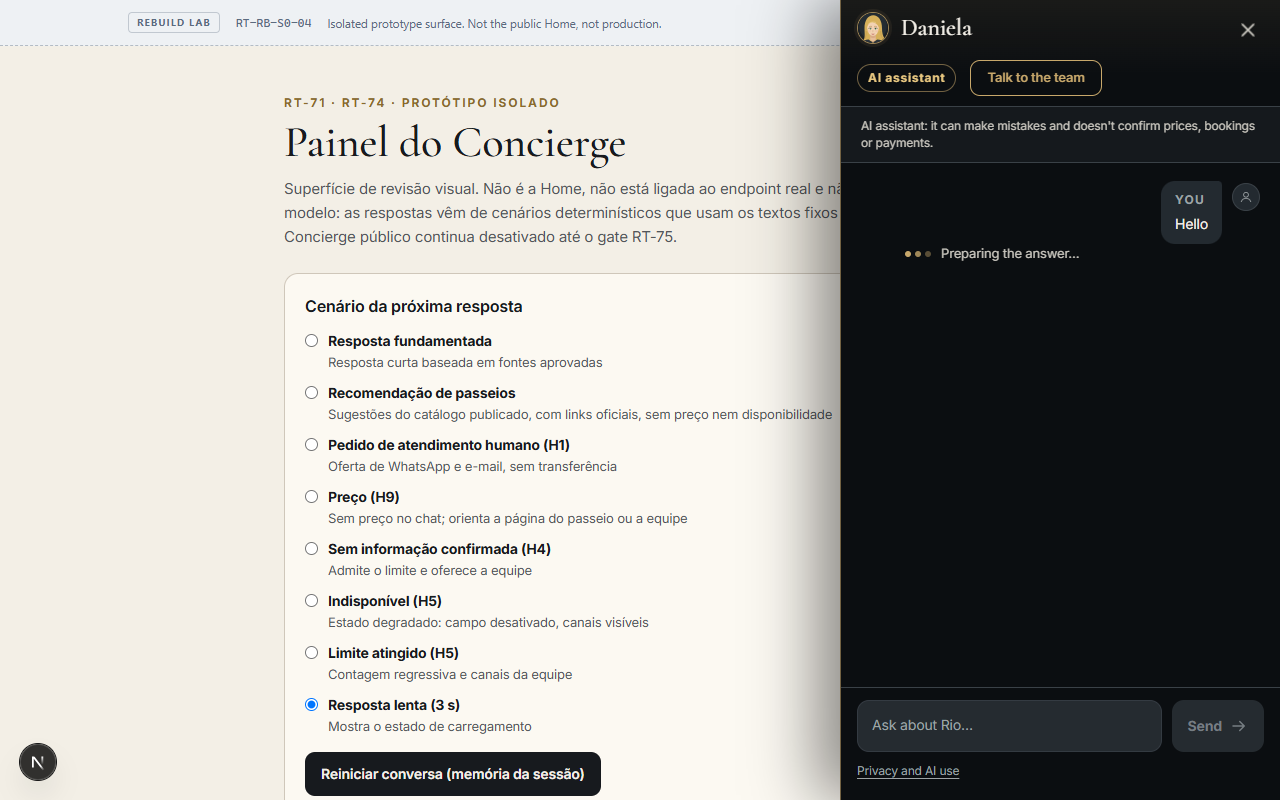 REBUILD LAB RT-RB-S0-04 Isolated prototype surface. Not the public Home, not production.
RT-71 · RT-74 · PROTÓTIPO ISOLADO
Painel do Concierge
Superfície de revisão visual. Não é a Home, não está ligada ao endpoint real e
modelo: as respostas vêm de cenários determinísticos que usam os textos fixos
Concierge público continua desativado até o gate RT-75.
Cenário da próxima resposta
Resposta fundamentada
Resposta curta baseada em fontes aprovadas
Recomendação de passeios
Sugestões do catálogo publicado, com links oficiais, sem preço nem disponibilidade
Pedido de atendimento humano (H1)
Oferta de WhatsApp e e-mail, sem transferência
Preço (H9)
Sem preço no chat; orienta a página do passeio ou a equipe
Sem informação confirmada (H4)
Admite o limite e oferece a equipe
Indisponível (H5)
Estado degradado: campo desativado, canais visíveis
Limite atingido (H5)
Contagem regressiva e canais da equipe
Resposta lenta (3 s)
Mostra o estado de carregamento
Reiniciar conversa (memória da sessão)
N
Daniela
AI assistant
Talk to the team
AI assistant: it can make mistakes and doesn't confirm prices, bookings
or payments.
YOU
Hello
Preparing the answer...
Ask about Rio...
Send
Privacy and AI use